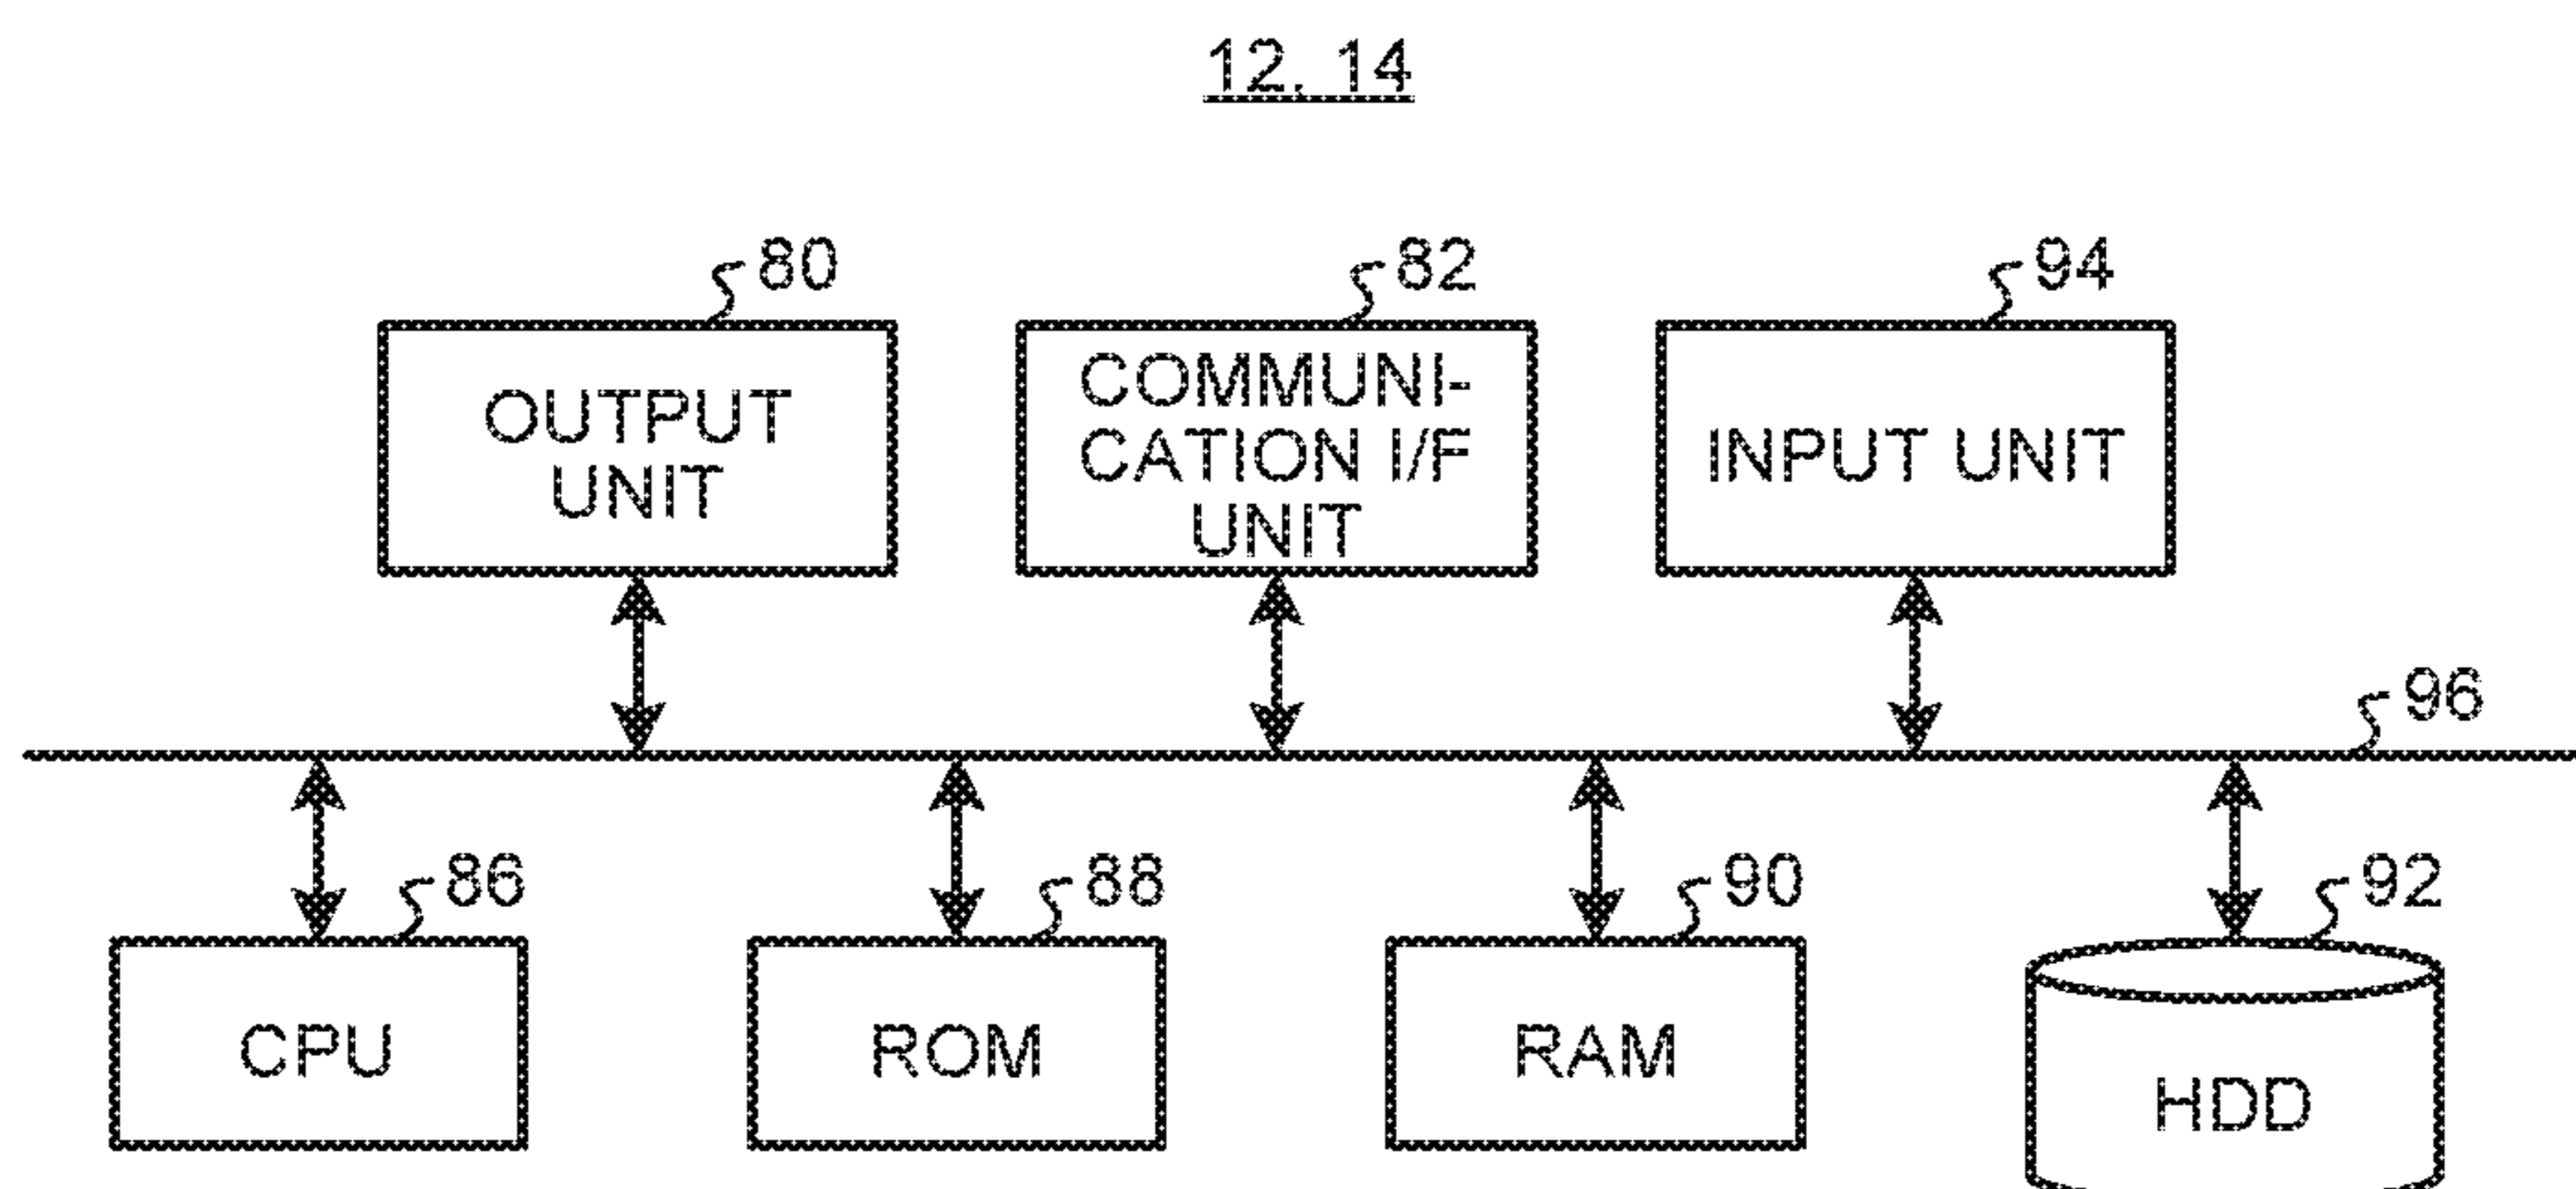 12, 14
80
82
94
OUTPUT
UNIT
COMMUNI-
CATION I/F
UNIT
INPUT UNIT
96
86
88
90
92
CPU
ROM
RAM
HDD